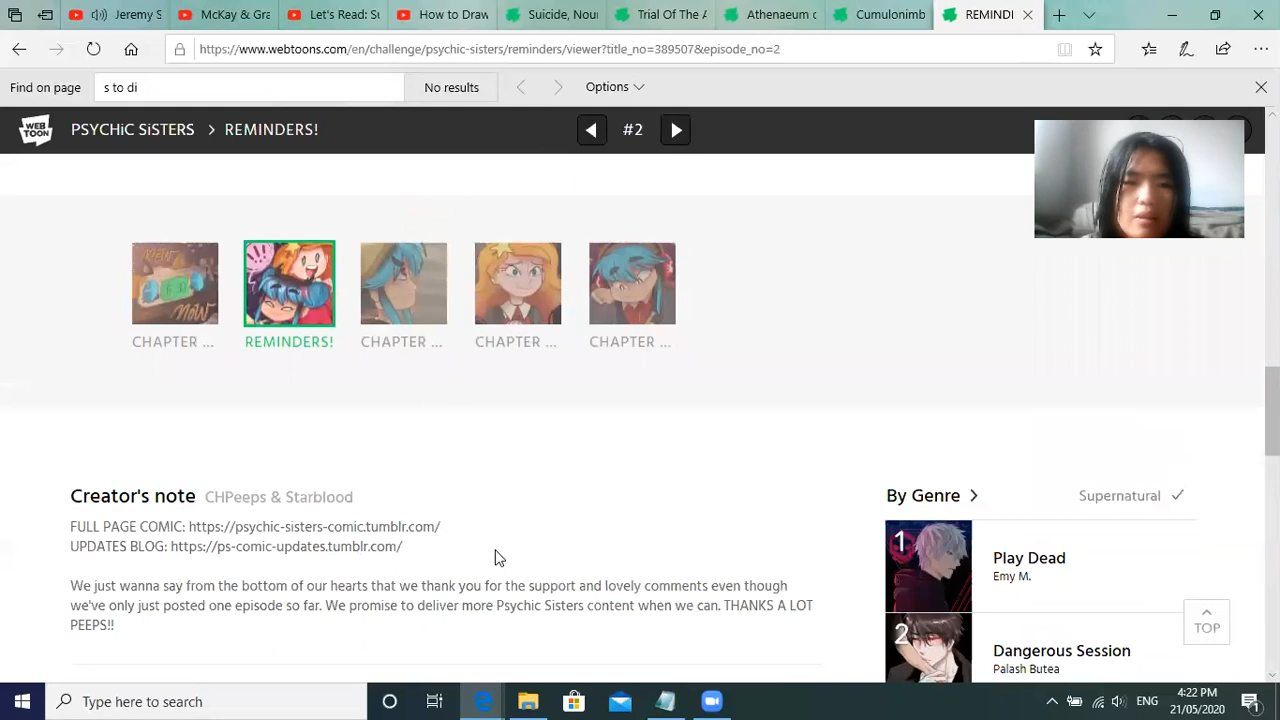 Jeremy S
McKay & Gr
Let's Read: Su
How to Draw
Suicide, Nour
Trial Of The A
Athenaeum o
Cumulonimb
REMINDI
https://www.webtoons.com/en/challenge/psychic-sisters/reminders/viewer?title_no=389507&episode_no=2
Find on page
s to di
No results
Options
WEB TOON
PSYCHiC SiSTERS
REMINDERS!
#2
NOW
CHAPTER ...
REMINDERS!
CHAPTER ...
CHAPTER ...
CHAPTER ...
Creator's note CHPeeps & Starblood
FULL PAGE COMIC: https://psychic-sisters-comic.tumblr.com/
UPDATES BLOG: https://ps-comic-updates.tumblr.com/
We just wanna say from the bottom of our hearts that we thank you for the support and lovely comments even though
we've only just posted one episode so far. We promise to deliver more Psychic Sisters content when we can. THANKS A LOT
PEEPS!!
By Genre
Supernatural
1
Play Dead
Emy M.
2
Dangerous Session
Palash Butea
TOP
Type here to search
ENG
4:22 PM
21/05/2020
1